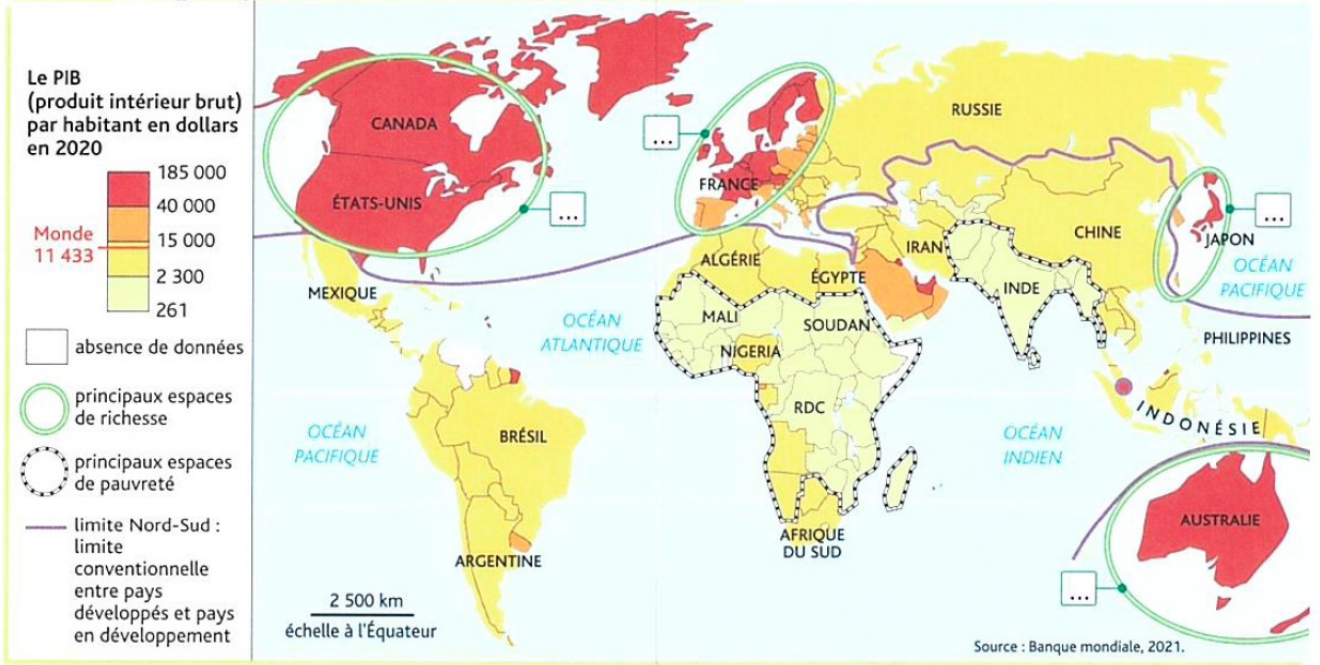 Le PIB
(produit intérieur brut)
par habitant en dollars
en 2020
185 000
40 000
15 000
Monde
11 433
2 300
261
absence de données
principaux espaces
de richesse
principaux espaces
de pauvreté
limite Nord-Sud :
limite
conventionnelle
entre pays
développés et pays
en développement
CANADA
ÉTATS-UNIS
...
MEXIQUE
OCÉAN
ATLANTIQUE
OCÉAN
PACIFIQUE
BRÉSIL
ARGENTINE
2 500 km
échelle à l'Équateur
...
FRANCE
RUSSIE
ALGÉRIE
ÉGYPTE
IRAN
CHINE
INDE
...
JAPON
OCÉAN
PACIFIQUE
MALI
SOUDAN
NIGERIA
RDC
PHILIPPINES
INDONÉSIE
OCÉAN
INDIEN
AFRIQUE
DU SUD
AUSTRALIE
...
Source : Banque mondiale, 2021.